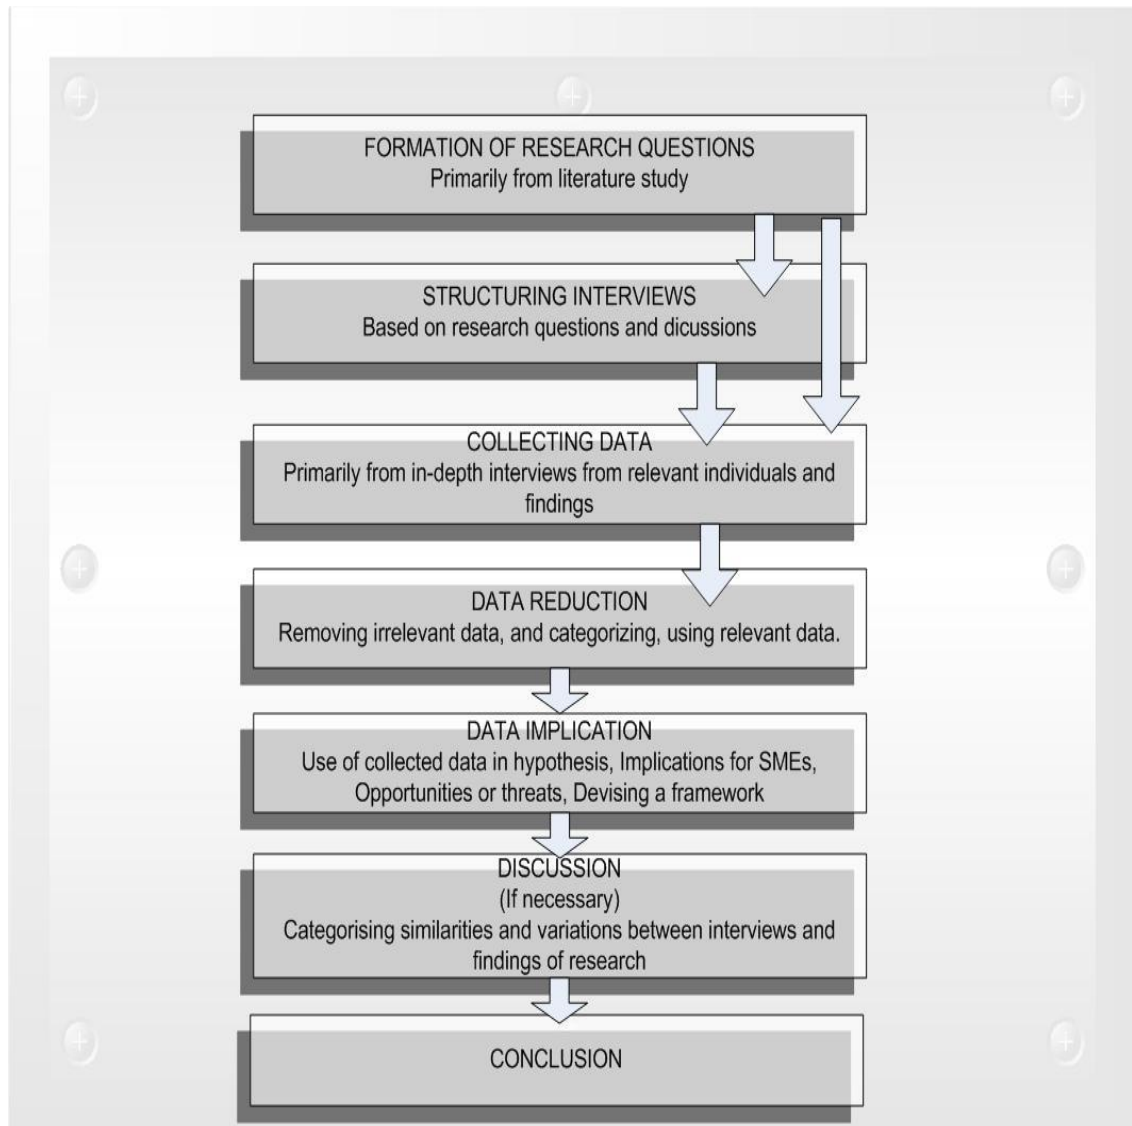 FORMATION OF RESEARCH QUESTIONS
Primarily from literature study
STRUCTURING INTERVIEWS
Based on research questions and dicussions
COLLECTING DATA
Primarily from in-depth interviews from relevant individuals and
findings
DATA REDUCTION
Removing irrelevant data, and categorizing, using relevant data.
DATA IMPLICATION
Use of collected data in hypothesis, Implications for SMEs,
Opportunities or threats, Devising a framework
DISCUSSION
(If necessary)
Categorising similarities and variations between interviews and
findings of research
CONCLUSION